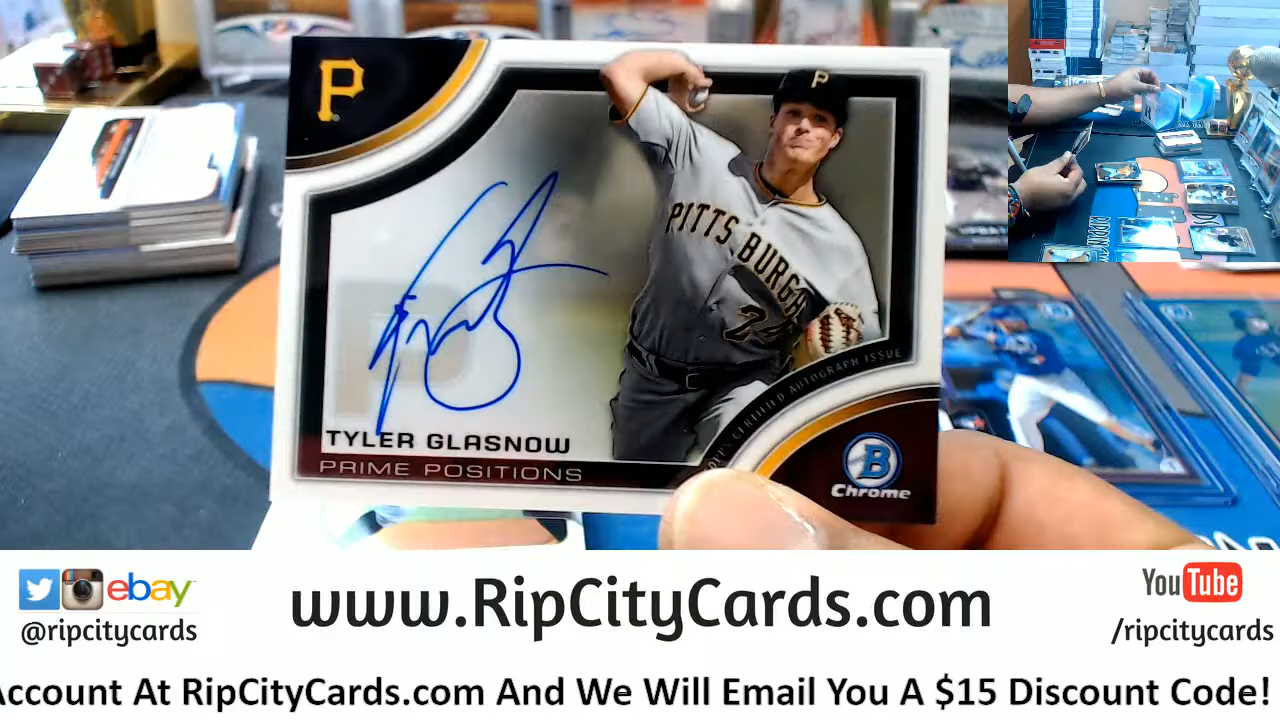 P
P
PITTSBURGH
24
CERTIFIED AUTOGRAPH ISSUE
TYLER GLASNOW
PRIME POSITIONS
B
Chrome
ebay
@ripcitycards
www.RipCityCards.com
YouTube
/ripcitycards
Account At RipCityCards.com And We Will Email You A $15 Discount Code!